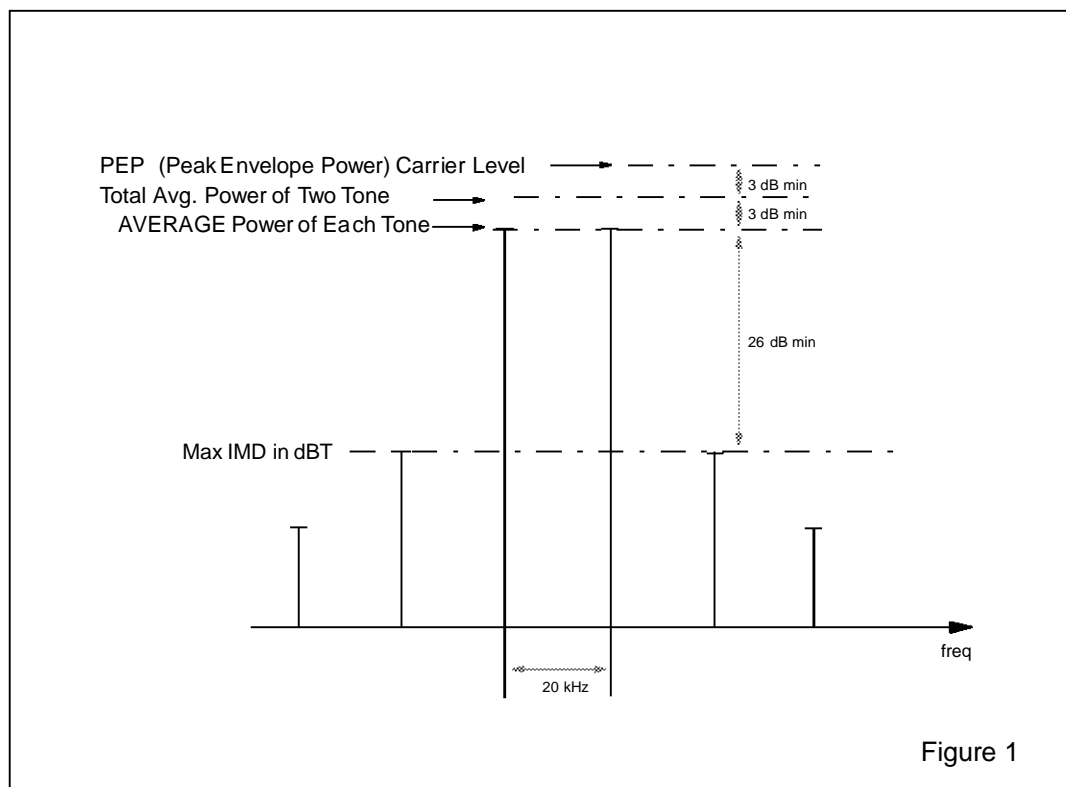 PEP (Peak Envelope Power) Carrier Level
3 dB min
Total Avg. Power of Two Tone
3 dB min
AVERAGE Power of Each Tone
26 dB min
Max IMD in dBT
freq
20 kHz
Figure 1